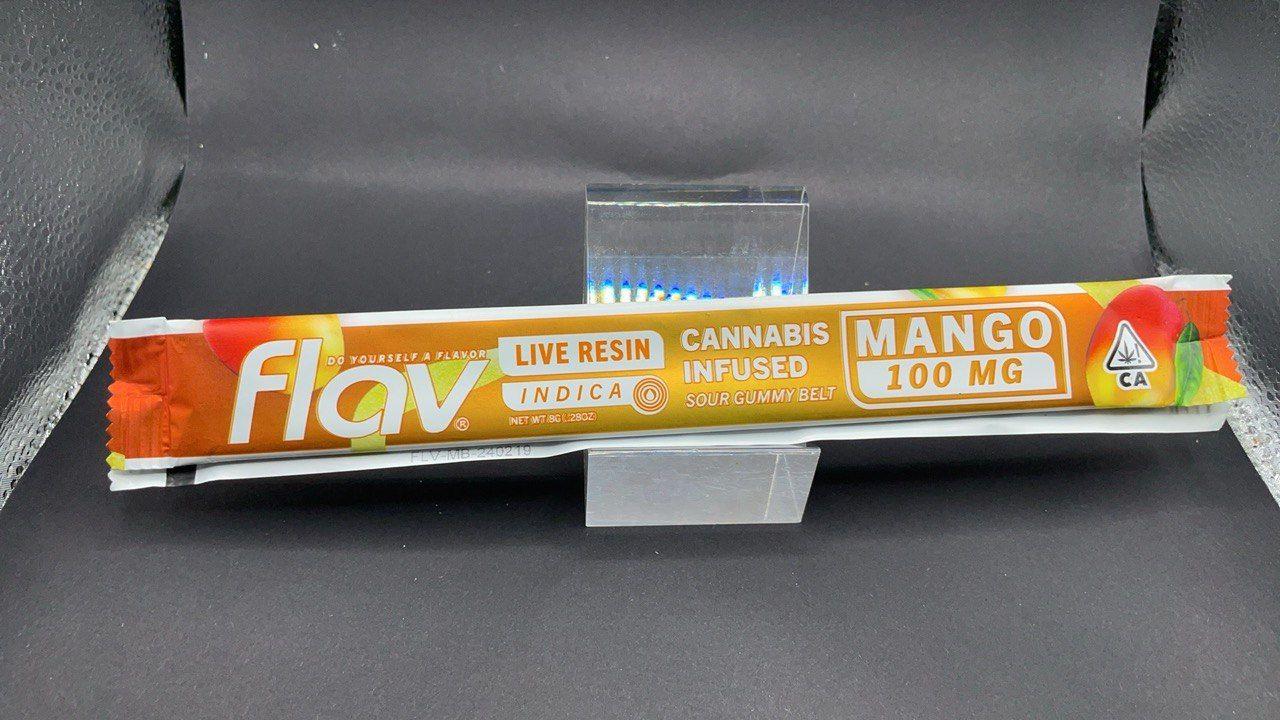 DO YOURSELF A FLAVOR
flav®
LIVE RESIN
INDICA
NET WT 8G (.28OZ)
CANNABIS
INFUSED
SOUR GUMMY BELT
MANGO
100 MG
!
CA
FLV-MB-240219